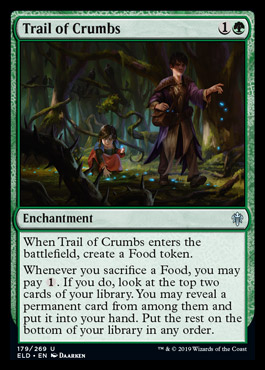 Trail of Crumbs 1
Enchantment
When Trail of Crumbs enters the
battlefield, create a Food token.
Whenever you sacrifice a Food, you may
pay 1. If you do, look at the top two
cards of your library. You may reveal a
permanent card from among them and
put it into your hand. Put the rest on the
bottom of your library in any order.
179/269 U
ELD • EN DAARKEN
™ & © 2019 Wizards of the Coast